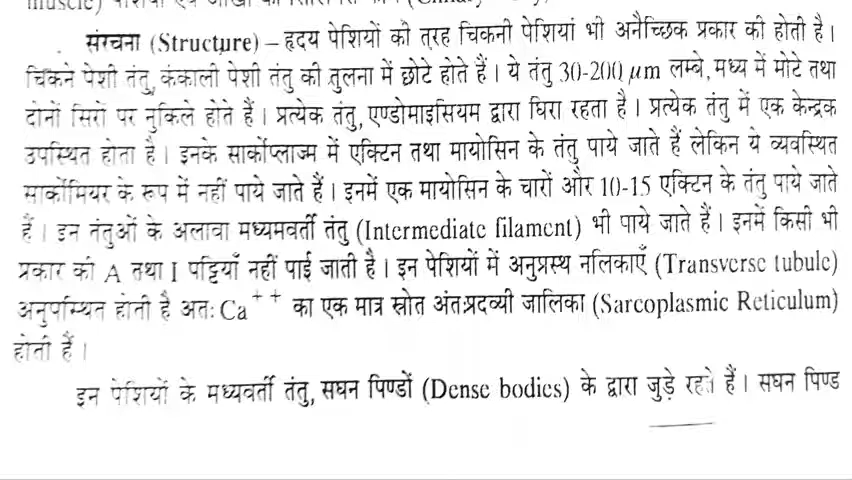 muscle) पेशियाँ एवं आँखों की
संरचना (Structure) – हृदय पेशियों की तरह चिकनी पेशियां भी अनैच्छिक प्रकार की होती है।
चिकने पेशी तंतु, कंकाली पेशी तंतु की तुलना में छोटे होते हैं। ये तंतु 30-200 μm लम्बे, मध्य में मोटे तथा
दोनों सिरों पर नुकिले होते हैं। प्रत्येक तंतु, एण्डोमाइसियम द्वारा घिरा रहता है। प्रत्येक तंतु में एक केन्द्रक
उपस्थित होता है। इनके सार्कोप्लाज्म में एक्टिन तथा मायोसिन के तंतु पाये जाते हैं लेकिन ये व्यवस्थित
सार्कोमियर के रूप में नहीं पाये जाते हैं। इनमें एक मायोसिन के चारों और 10-15 एक्टिन के तंतु पाये जाते
हैं। इन तंतुओं के अलावा मध्यमवर्ती तंतु (Intermediate filament) भी पाये जाते हैं। इनमें किसी भी
प्रकार की A तथा I पट्टियाँ नहीं पाई जाती है। इन पेशियों में अनुप्रस्थ नलिकाएँ (Transverse tubule)
अनुपस्थित होती है अतः Ca⁺⁺ का एक मात्र स्रोत अंतःप्रदव्यी जालिका (Sarcoplasmic Reticulum)
होती हैं।
इन पेशियों के मध्यवर्ती तंतु, सघन पिण्डों (Dense bodies) के द्वारा जुड़े रहते हैं। सघन पिण्ड